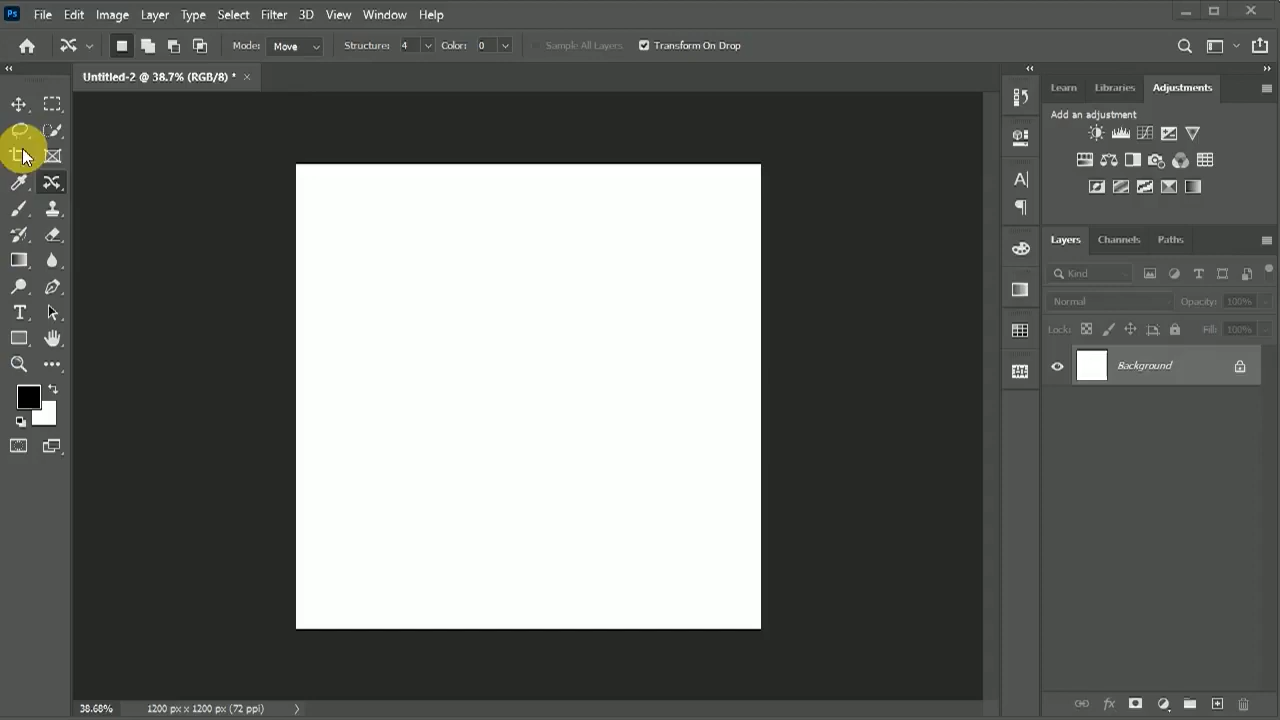 Ps File Edit Image Layer Type Select Filter 3D View Window Help
Mode: Move Structure: 4 Color: 0 Sample All Layers Transform On Drop
Untitled-2 @ 38.7% (RGB/8) * ×
Learn Libraries Adjustments
Add an adjustment
Layers Channels Paths
Kind
Normal Opacity: 100%
Lock: Fill: 100%
Background
38.68% 1200 px x 1200 px (72 ppi)